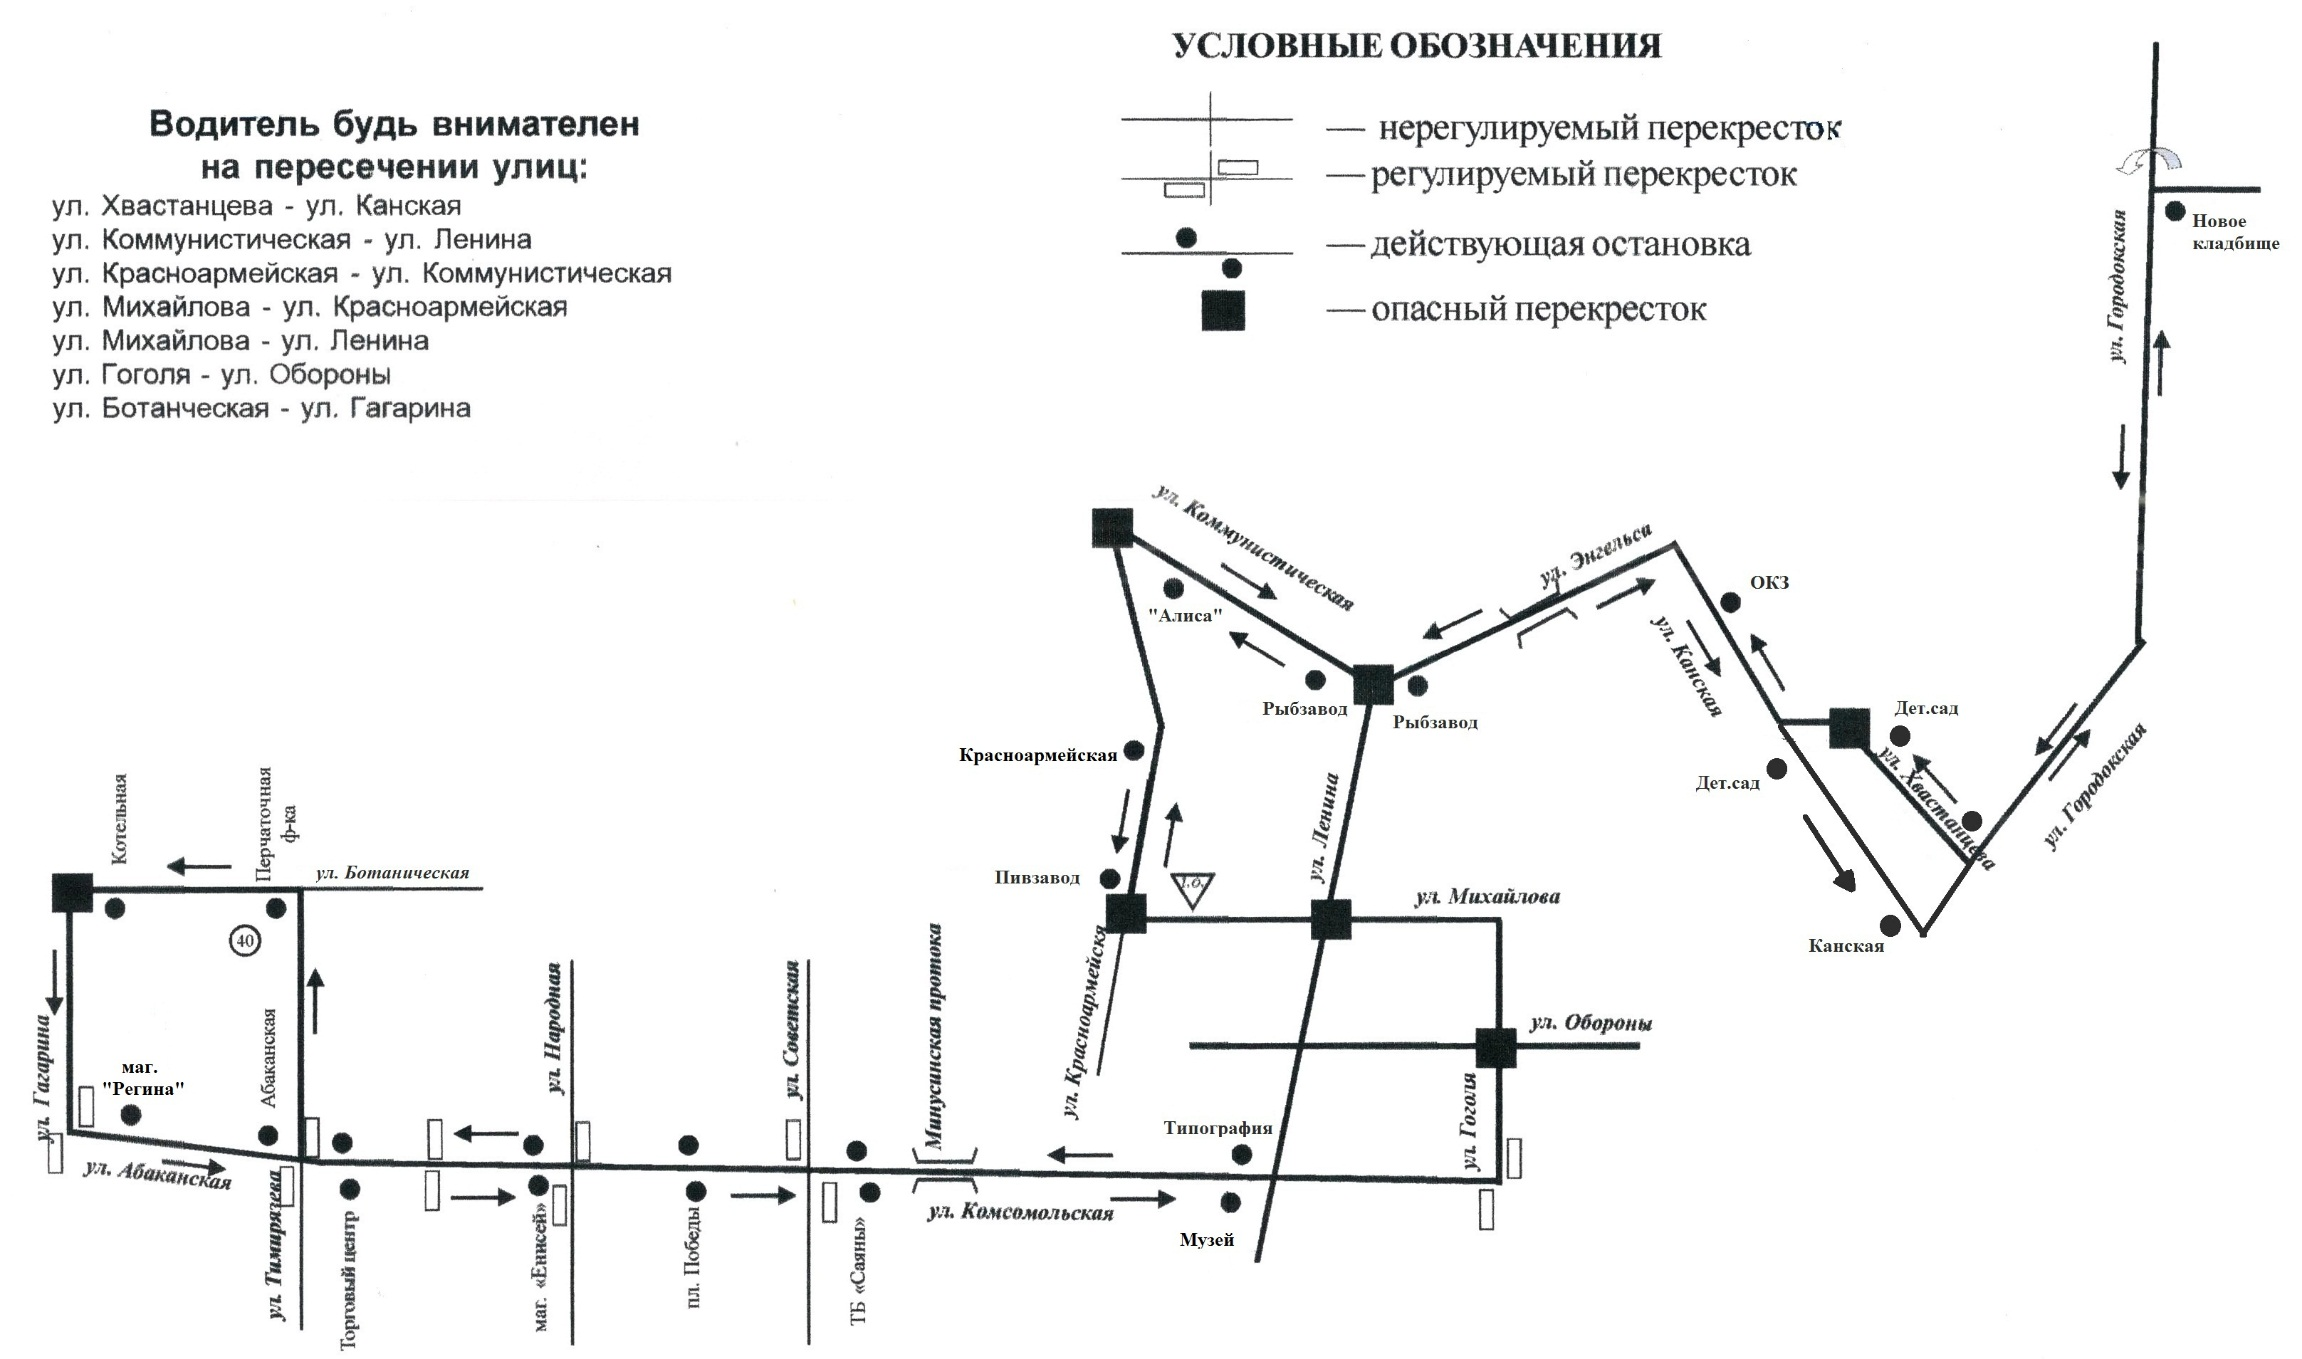 УСЛОВНЫЕ ОБОЗНАЧЕНИЯ
— нерегулируемый перекресток
— регулируемый перекресток
— действующая остановка
— опасный перекресток
Водитель будь внимателен
на пересечении улиц:
ул. Хвастанцева - ул. Канская
ул. Коммунистическая - ул. Ленина
ул. Красноармейская - ул. Коммунистическая
ул. Михайлова - ул. Красноармейская
ул. Михайлова - ул. Ленина
ул. Гоголя - ул. Обороны
ул. Ботанческая - ул. Гагарина
Новое
кладбище
ул. Городокская
ул. Коммунистическая
ул. Энгельса
ОКЗ
"Алиса"
ул. Канская
Рыбзавод
Рыбзавод
Дет.сад
Красноармейская
Дет.сад
ул. Хвастанцева
ул. Городокская
Котельная
Перчаточная
ф-ка
ул. Ботаническая
Пивзавод
ул. Ленина
ул. Михайлова
Канская
40
ул. Красноармейскя
ул. Обороны
ул. Гагарина
маг.
"Регина"
Абаканская
ул. Народная
ул. Советская
Минусинская протока
Типография
ул. Гоголя
ул. Абаканская
ул. Тимирязева
Торговый центр
маг. «Енисей»
пл. Победы
ТБ «Саяны»
ул. Комсомольская
Музей